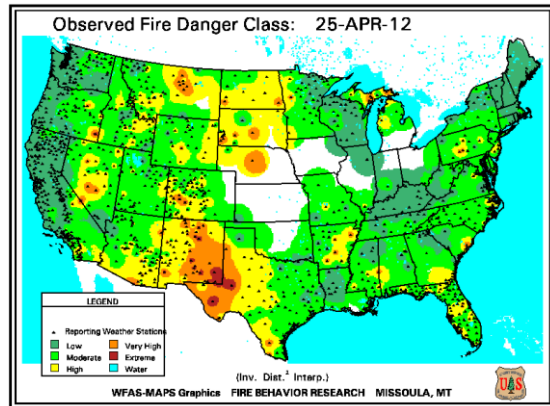 Observed Fire Danger Class: 25-APR-12
LEGEND
Reporting Weather Stations
Low
Very High
Moderate
Extreme
High
Water
(Inv. Dist.² Interp.)
WFAS-MAPS Graphics FIRE BEHAVIOR RESEARCH MISSOULA, MT
US